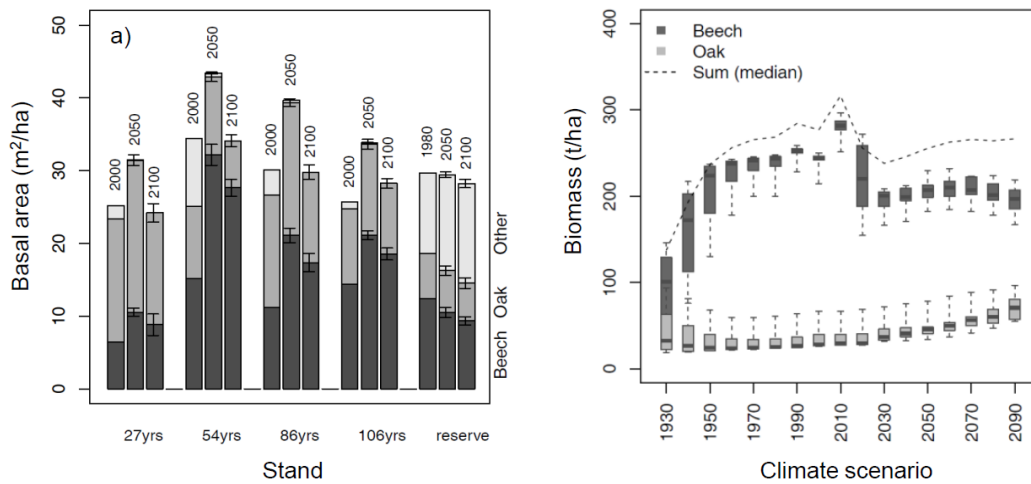 a)
Basal area (m²/ha)
50
40
30
20
10
0
2000
2050
2100
2000
2050
2100
2000
2050
2100
2000
2050
2100
1980
2050
2100
Beech Oak Other
27yrs 54yrs 86yrs 106yrs reserve
Stand
Biomass (t/ha)
400
300
200
100
0
Beech
Oak
Sum (median)
1930 1950 1970 1990 2010 2030 2050 2070 2090
Climate scenario